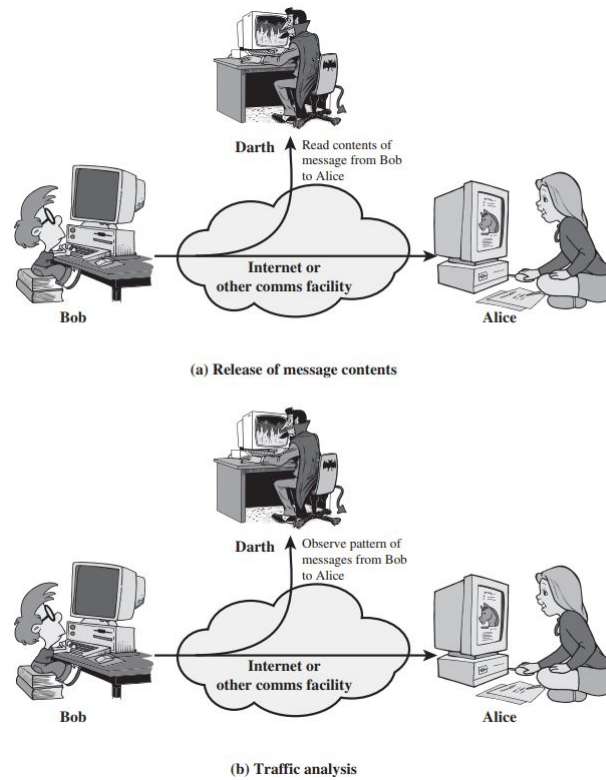 Darth
Read contents of
message from Bob
to Alice
Internet or
other comms facility
Bob
Alice
(a) Release of message contents
Darth
Observe pattern of
messages from Bob
to Alice
Internet or
other comms facility
Bob
Alice
(b) Traffic analysis